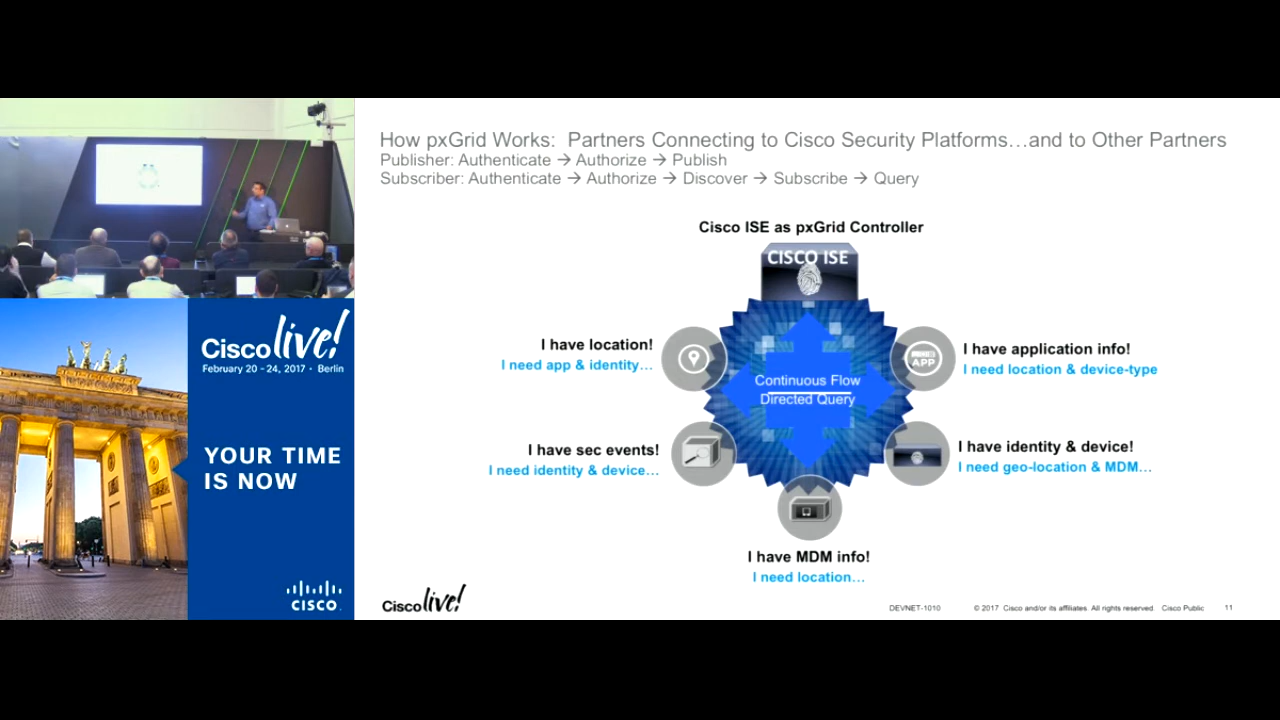 How pxGrid Works: Partners Connecting to Cisco Security Platforms…and to Other Partners
Publisher: Authenticate → Authorize → Publish
Subscriber: Authenticate → Authorize → Discover → Subscribe → Query
Cisco ISE as pxGrid Controller
CISCO ISE
I have location!
I need app & identity…
APP
I have application info!
I need location & device-type
Continuous Flow
Directed Query
I have sec events!
I need identity & device…
I have identity & device!
I need geo-location & MDM…
I have MDM info!
I need location…
Cisco live!
February 20 - 24, 2017 • Berlin
YOUR TIME
IS NOW
CISCO.
Cisco live!
DEVNET-1010 © 2017 Cisco and/or its affiliates. All rights reserved. Cisco Public 11